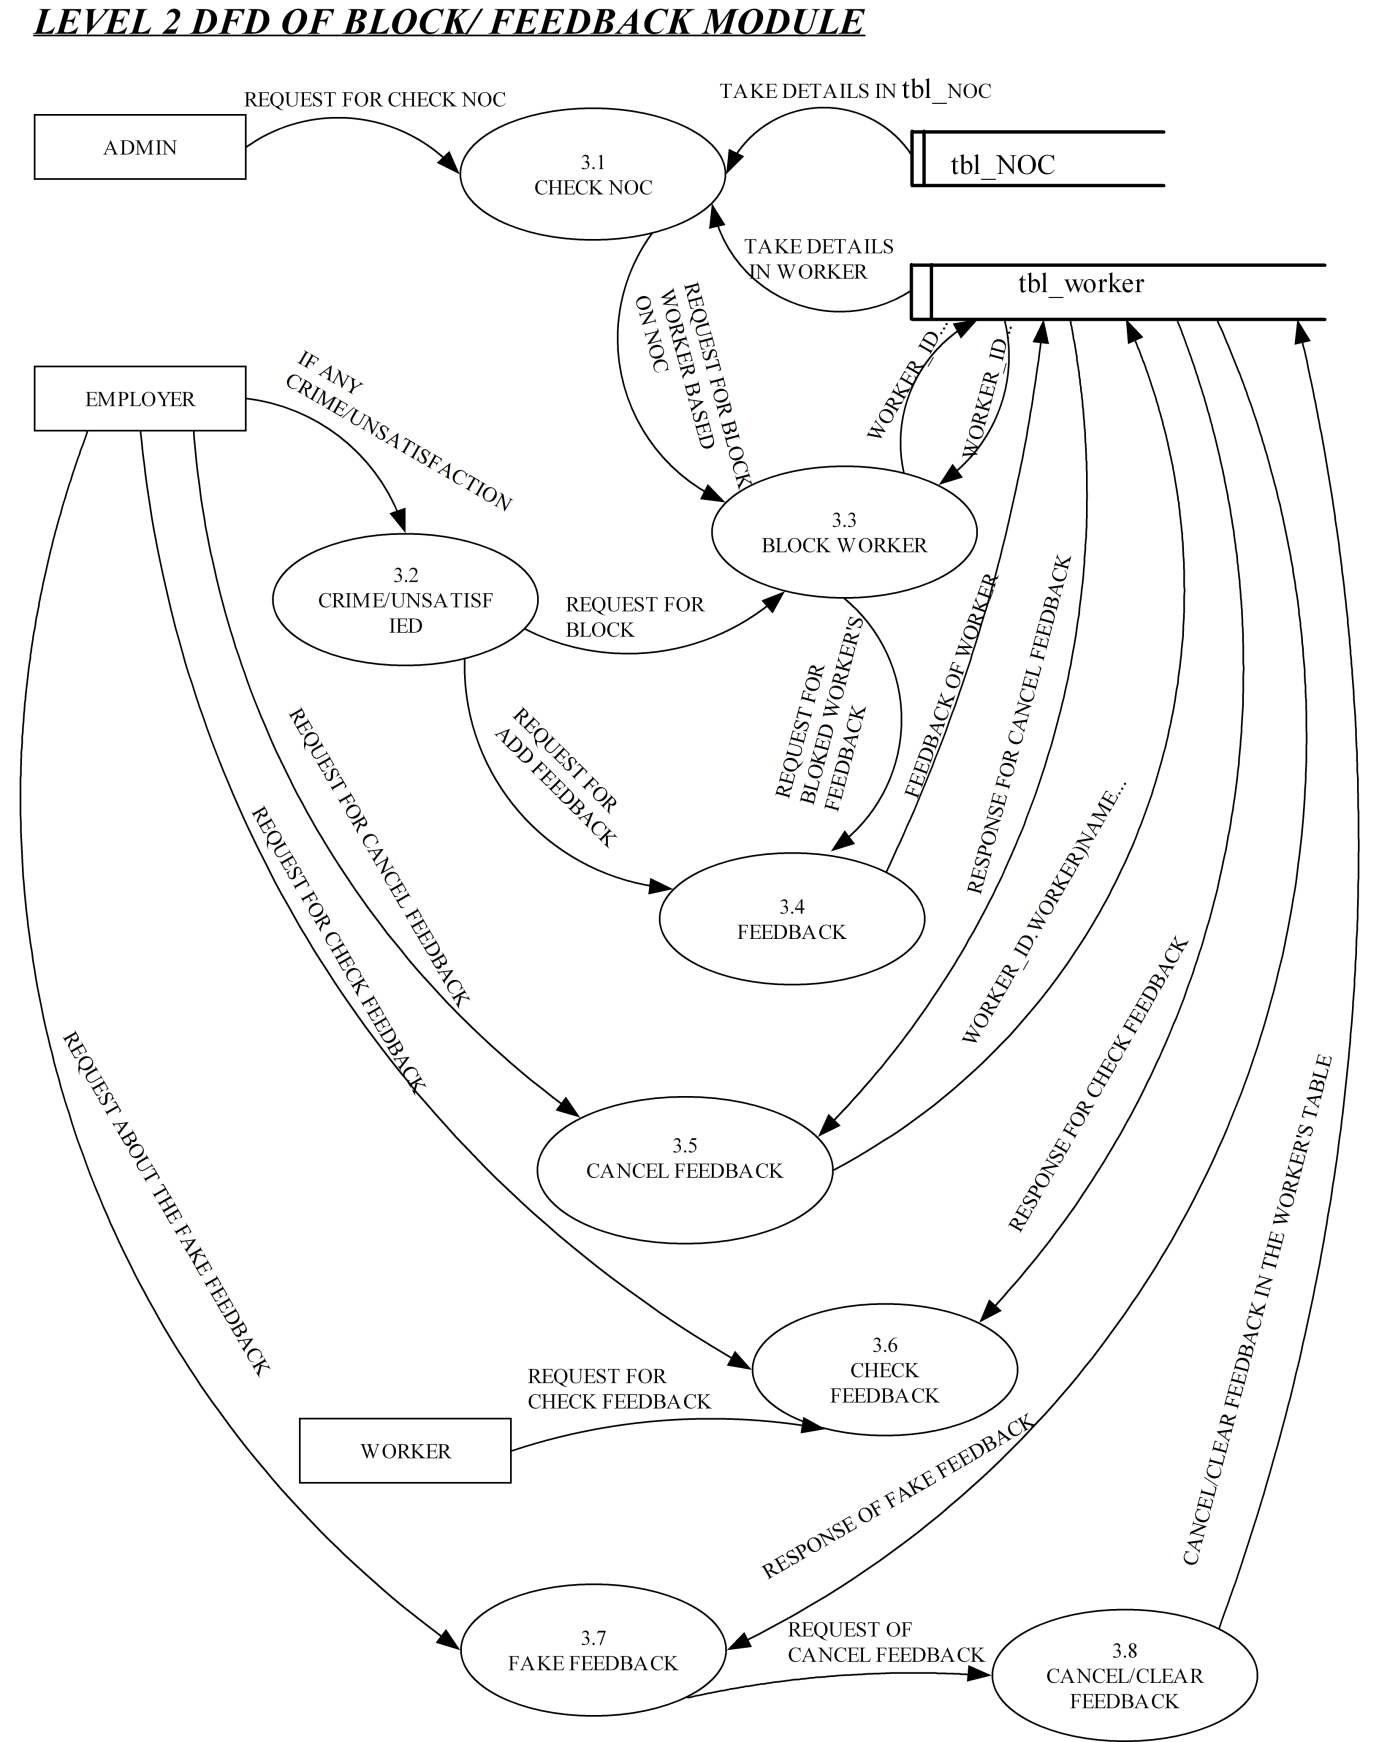 LEVEL 2 DFD OF BLOCK/ FEEDBACK MODULE
REQUEST FOR CHECK NOC
TAKE DETAILS IN tbl_NOC
ADMIN
3.1
CHECK NOC
tbl_NOC
TAKE DETAILS
IN WORKER
tbl_worker
REQUEST FOR BLOCK
WORKER BASED
ON NOC
WORKER_ID...
WORKER_ID...
EMPLOYER
IF ANY
CRIME/UNSATISFACTION
3.3
BLOCK WORKER
3.2
CRIME/UNSATISF
IED
REQUEST FOR
BLOCK
REQUEST FOR
BLOKED WORKER'S
FEEDBACK
FEEDBACK OF WORKER
RESPONSE FOR CANCEL FEEDBACK
REQUEST FOR
ADD FEEDBACK
REQUEST FOR CANCEL FEEDBACK
REQUEST FOR CHECK FEEDBACK
WORKER_ID.WORKER)NAME...
3.4
FEEDBACK
RESPONSE FOR CHECK FEEDBACK
REQUEST ABOUT THE FAKE FEEDBACK
3.5
CANCEL FEEDBACK
CANCEL/CLEAR FEEDBACK IN THE WORKER'S TABLE
3.6
CHECK
FEEDBACK
REQUEST FOR
CHECK FEEDBACK
WORKER
RESPONSE OF FAKE FEEDBACK
3.7
FAKE FEEDBACK
REQUEST OF
CANCEL FEEDBACK
3.8
CANCEL/CLEAR
FEEDBACK